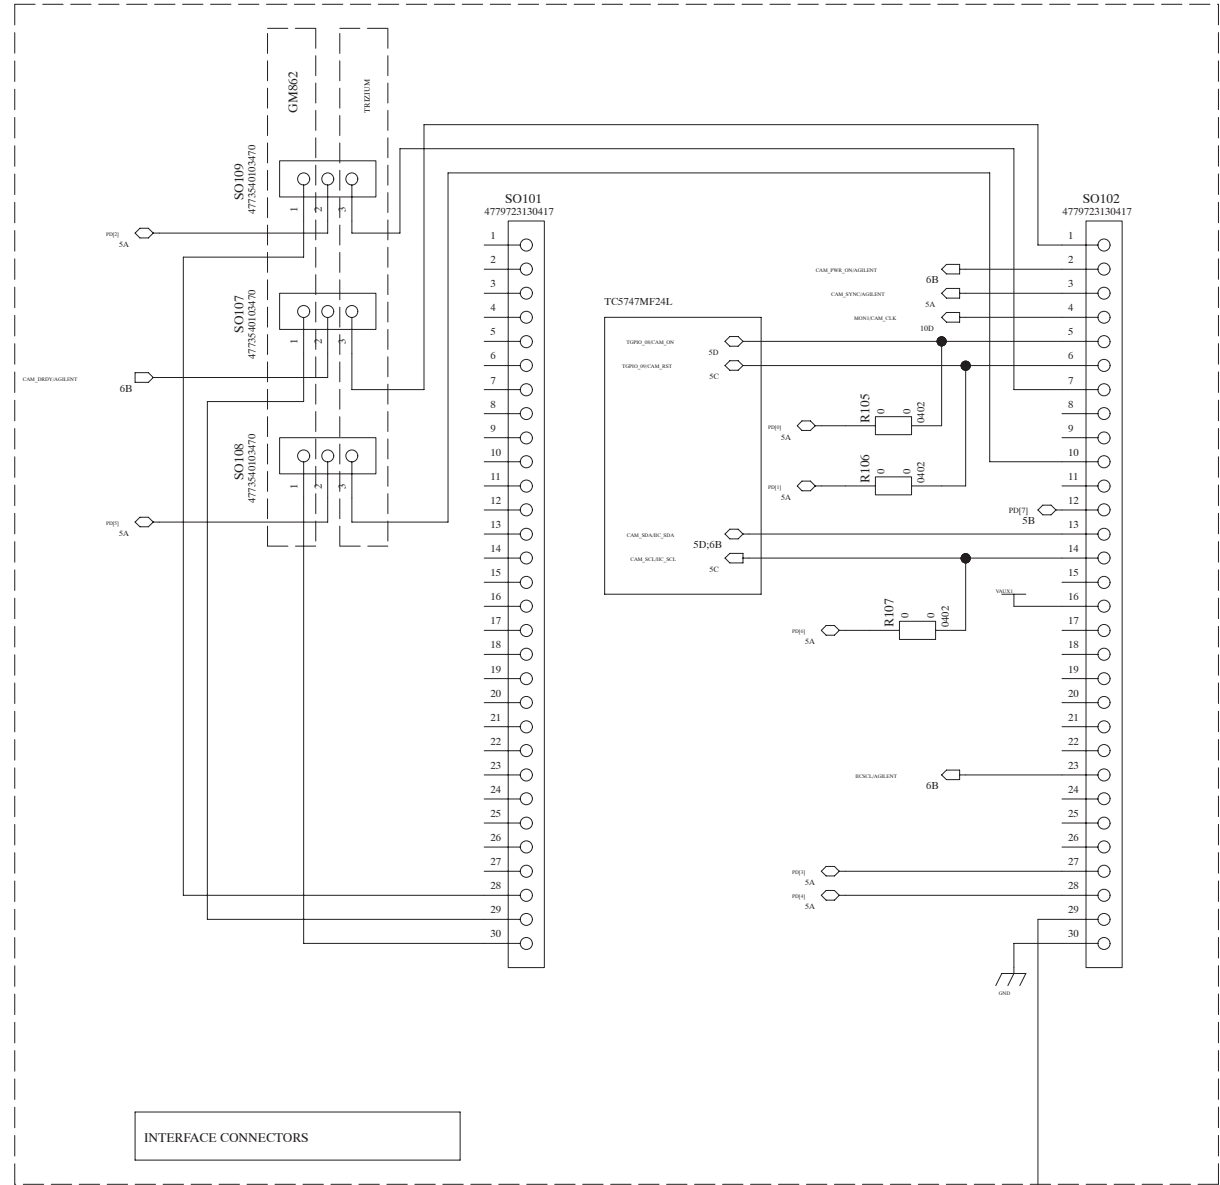 GM862
TRIZIUM
SO109
4773540103470
1
2
3
PD[2]
5A
SO107
4773540103470
1
2
3
CAM_DRDY/AGILENT
6B
SO108
4773540103470
1
2
3
PD[5]
5A
SO101
4779723130417
1
2
3
4
5
6
7
8
9
10
11
12
13
14
15
16
17
18
19
20
21
22
23
24
25
26
27
28
29
30
TC5747MF24L
TGPIO_08/CAM_ON
5D
TGPIO_09/CAM_RST
5C
CAM_SDA/IIC_SDA
5D;6B
CAM_SCL/IIC_SCL
5C
CAM_PWR_ON/AGILENT
6B
CAM_SYNC/AGILENT
5A
MON1/CAM_CLK
10D
R105
0
0
0402
PD[0]
5A
R106
0
0
0402
PD[1]
5A
PD[7]
5B
VAUX1
R107
0
0
0402
PD[6]
5A
IICSCL/AGILENT
6B
PD[3]
5A
PD[4]
5A
GND
SO102
4779723130417
1
2
3
4
5
6
7
8
9
10
11
12
13
14
15
16
17
18
19
20
21
22
23
24
25
26
27
28
29
30
INTERFACE CONNECTORS